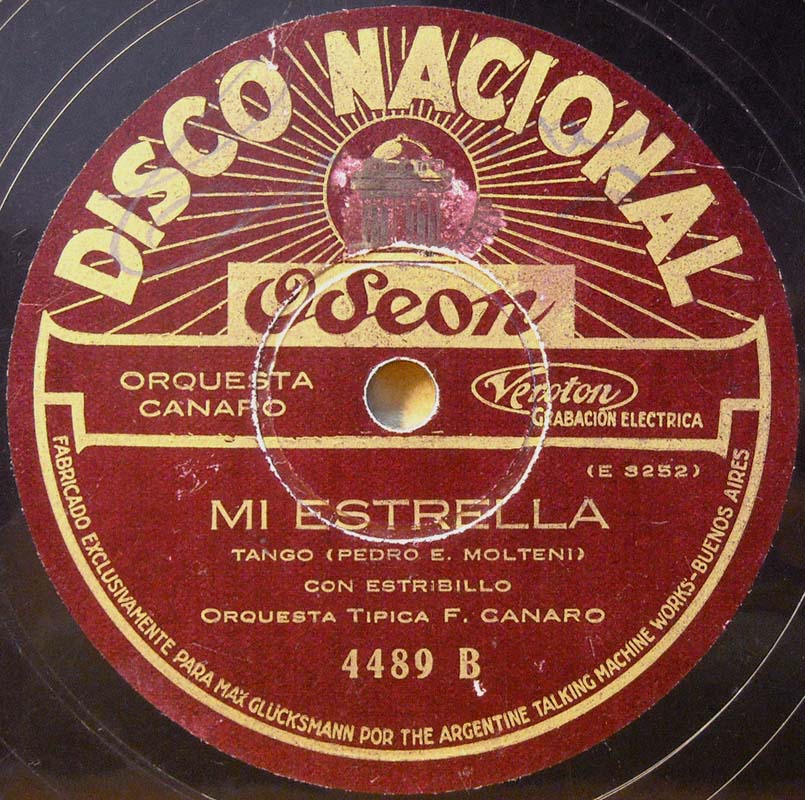 DISCO NACIONAL
Odeon
ORQUESTA
CANARO
Veroton
GRABACIÓN ELECTRICA
(E 3252)
MI ESTRELLA
TANGO (PEDRO E. MOLTENI)
CON ESTRIBILLO
ORQUESTA TIPICA F. CANARO
4489 B
FABRICADO EXCLUSIVAMENTE PARA MAX GLUCKSMANN POR THE ARGENTINE TALKING MACHINE WORKS-BUENOS AIRES